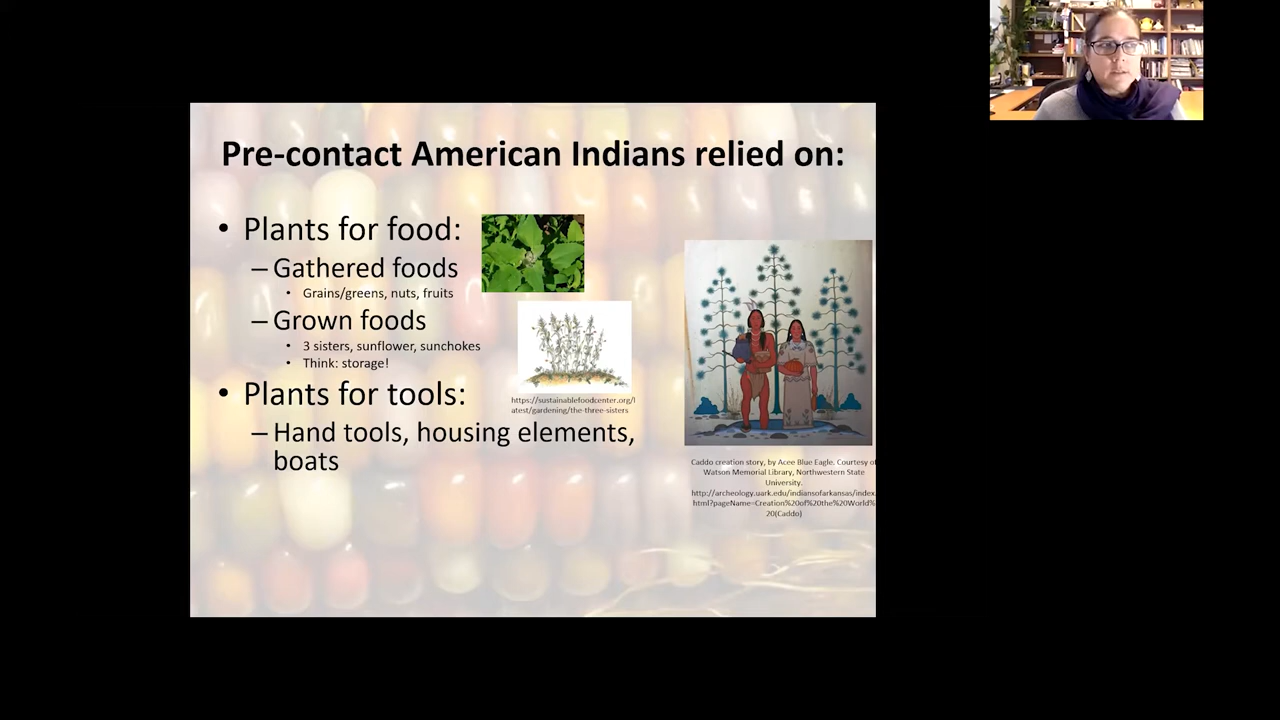 Pre-contact American Indians relied on:
• Plants for food:
– Gathered foods
• Grains/greens, nuts, fruits
– Grown foods
• 3 sisters, sunflower, sunchokes
• Think: storage!
• Plants for tools:
– Hand tools, housing elements,
boats
https://sustainablefoodcenter.org/l
atest/gardening/the-three-sisters
Caddo creation story, by Acee Blue Eagle. Courtesy of
Watson Memorial Library, Northwestern State
University.
http://archeology.uark.edu/indiansofarkansas/index.
html?pageName=Creation%20of%20the%20World%
20(Caddo)